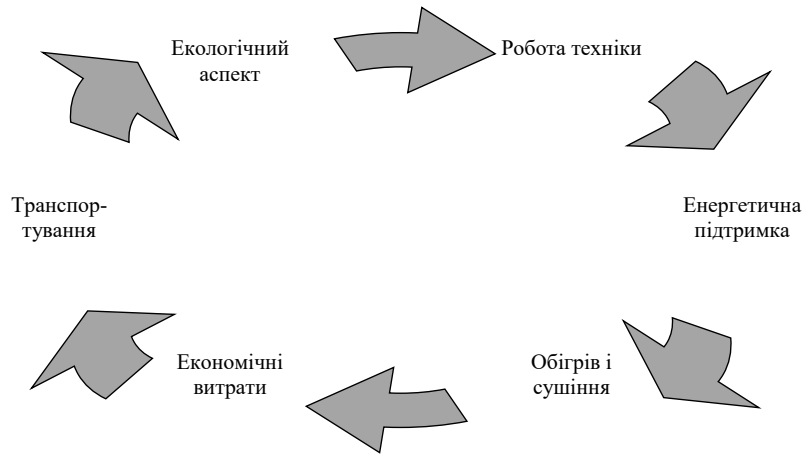 Екологічний
аспект
Робота техніки
Енергетична
підтримка
Обігрів і
сушіння
Економічні
витрати
Транспор-
тування